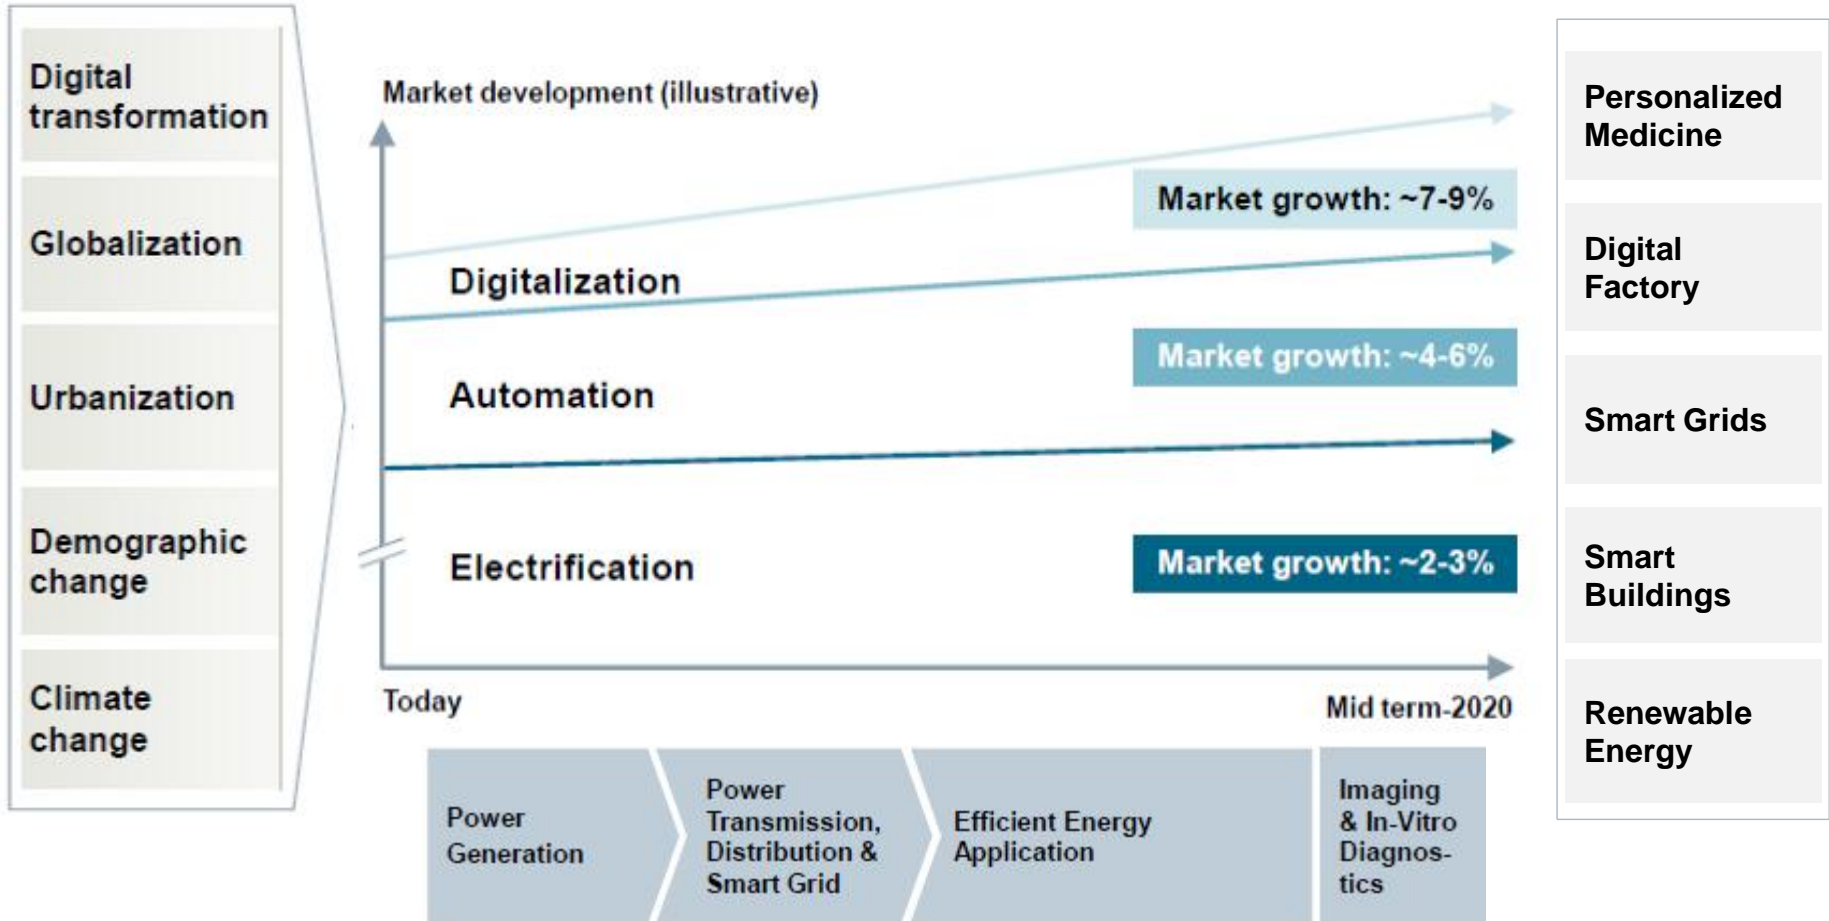 Digital
transformation
Globalization
Urbanization
Demographic
change
Climate
change
Market development (illustrative)
Market growth: ~7-9%
Digitalization
Market growth: ~4-6%
Automation
Electrification
Market growth: ~2-3%
Today
Mid term-2020
Power
Generation
Power
Transmission,
Distribution &
Smart Grid
Efficient Energy
Application
Imaging
& In-Vitro
Diagnos-
tics
Personalized
Medicine
Digital
Factory
Smart Grids
Smart
Buildings
Renewable
Energy